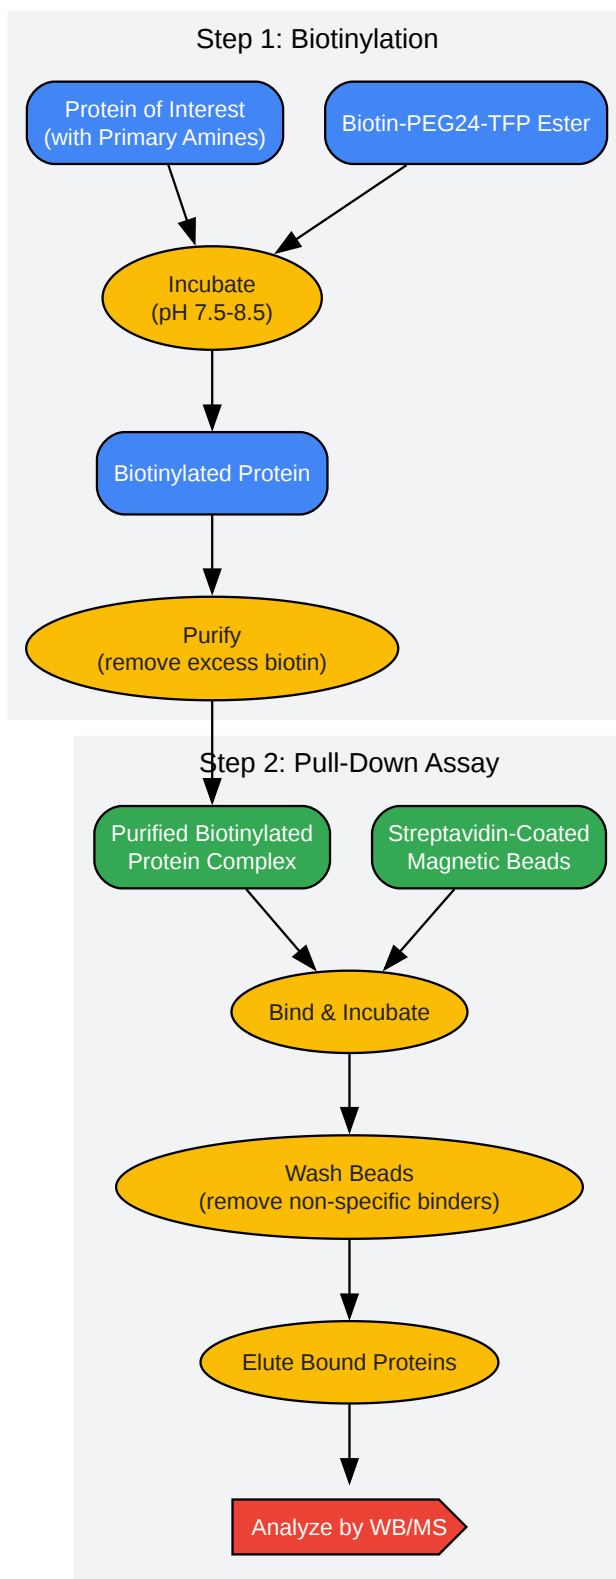 Step 1: Biotinylation
Protein of Interest
(with Primary Amines)
Biotin-PEG24-TFP Ester
Incubate
(pH 7.5-8.5)
Biotinylated Protein
Purify
(remove excess biotin)
Step 2: Pull-Down Assay
Purified Biotinylated
Protein Complex
Streptavidin-Coated
Magnetic Beads
Bind & Incubate
Wash Beads
(remove non-specific binders)
Elute Bound Proteins
Analyze by WB/MS